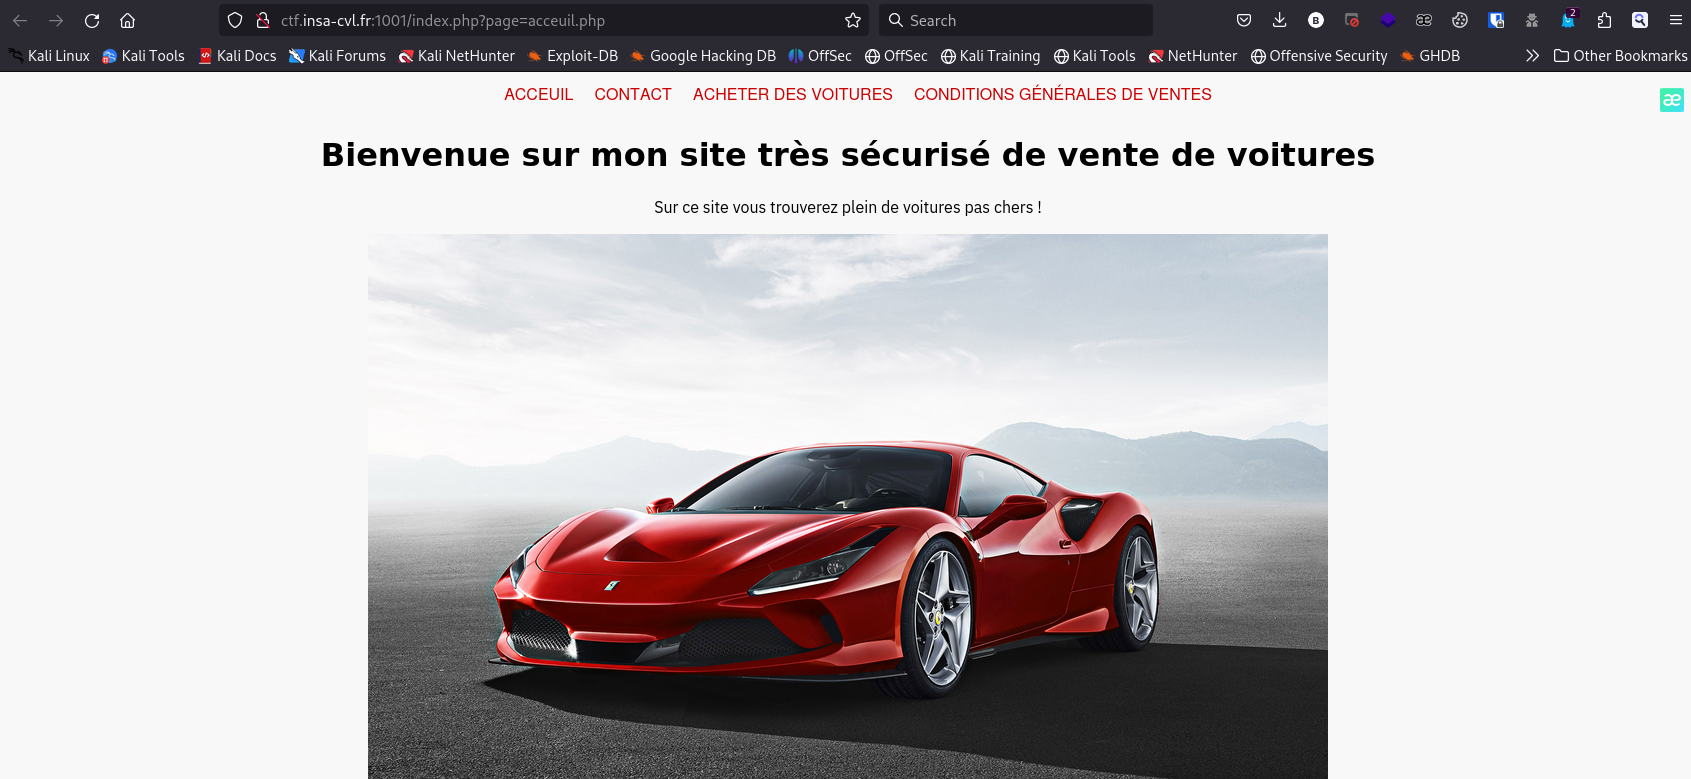 ctf.insa-cvl.fr:1001/index.php?page=acceuil.php Search B æ 2
Kali Linux Kali Tools Kali Docs Kali Forums Kali NetHunter Exploit-DB Google Hacking DB OffSec OffSec Kali Training Kali Tools NetHunter Offensive Security GHDB Other Bookmarks
ACCEUIL CONTACT ACHETER DES VOITURES CONDITIONS GÉNÉRALES DE VENTES
æ
Bienvenue sur mon site très sécurisé de vente de voitures
Sur ce site vous trouverez plein de voitures pas chers !